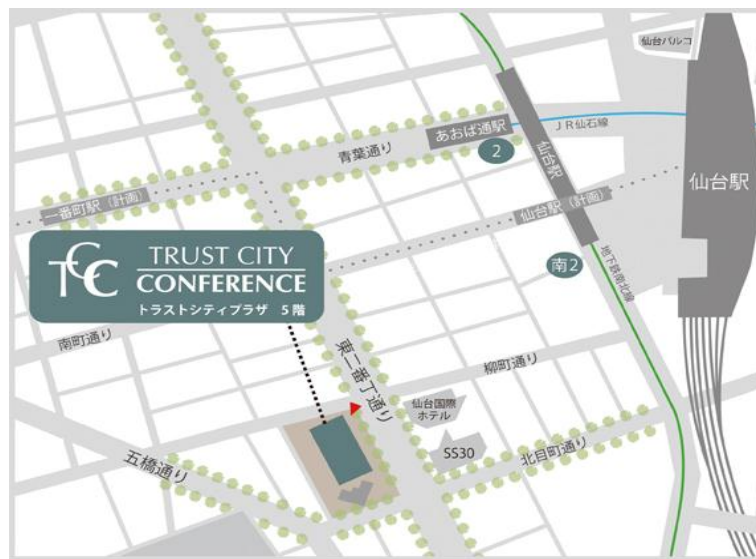 仙台パルコ
あおば通駅
JR仙石線
青葉通り
2
仙台駅
仙台駅
一番町駅（計画）
仙台駅（計画）
南2
地下鉄南北線
TCC
TRUST CITY
CONFERENCE
トラストシティプラザ 5階
南町通り
東二番丁通り
柳町通り
仙台国際
ホテル
SS30
北目町通り
五橋通り